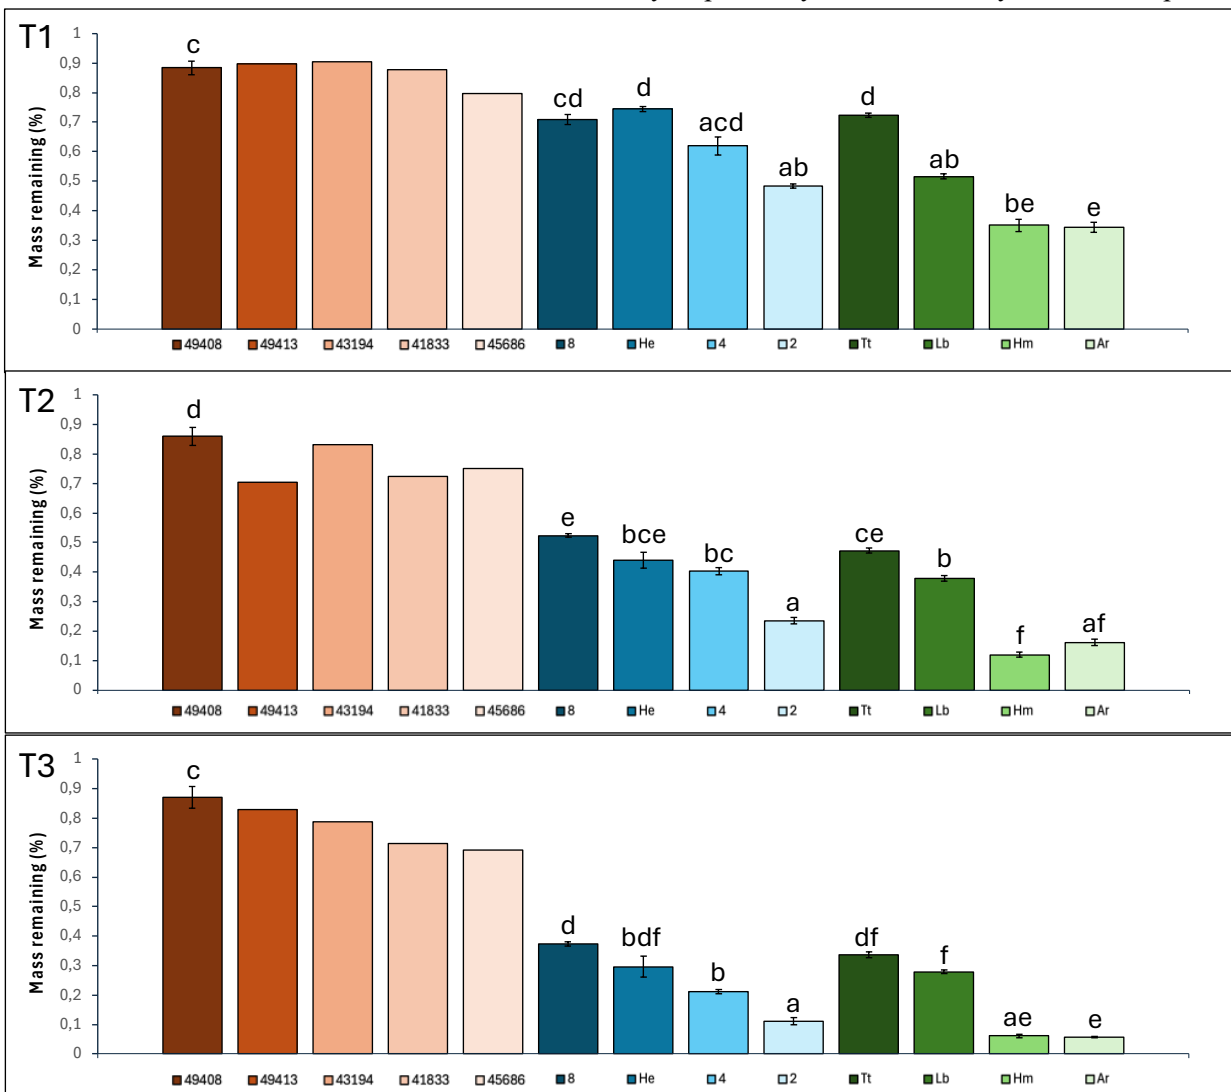 T1
Mass remaining (%)
1
0,9
0,8
0,7
0,6
0,5
0,4
0,3
0,2
0,1
0
c cd d acd ab d ab be e
49408 49413 43194 41833 45686 8 He 4 2 Tt Lb Hm Ar
T2
Mass remaining (%)
1
0,9
0,8
0,7
0,6
0,5
0,4
0,3
0,2
0,1
0
d e bce bc a ce b f af
49408 49413 43194 41833 45686 8 He 4 2 Tt Lb Hm Ar
T3
Mass remaining (%)
1
0,9
0,8
0,7
0,6
0,5
0,4
0,3
0,2
0,1
0
c d bdf b a df f ae e
49408 49413 43194 41833 45686 8 He 4 2 Tt Lb Hm Ar